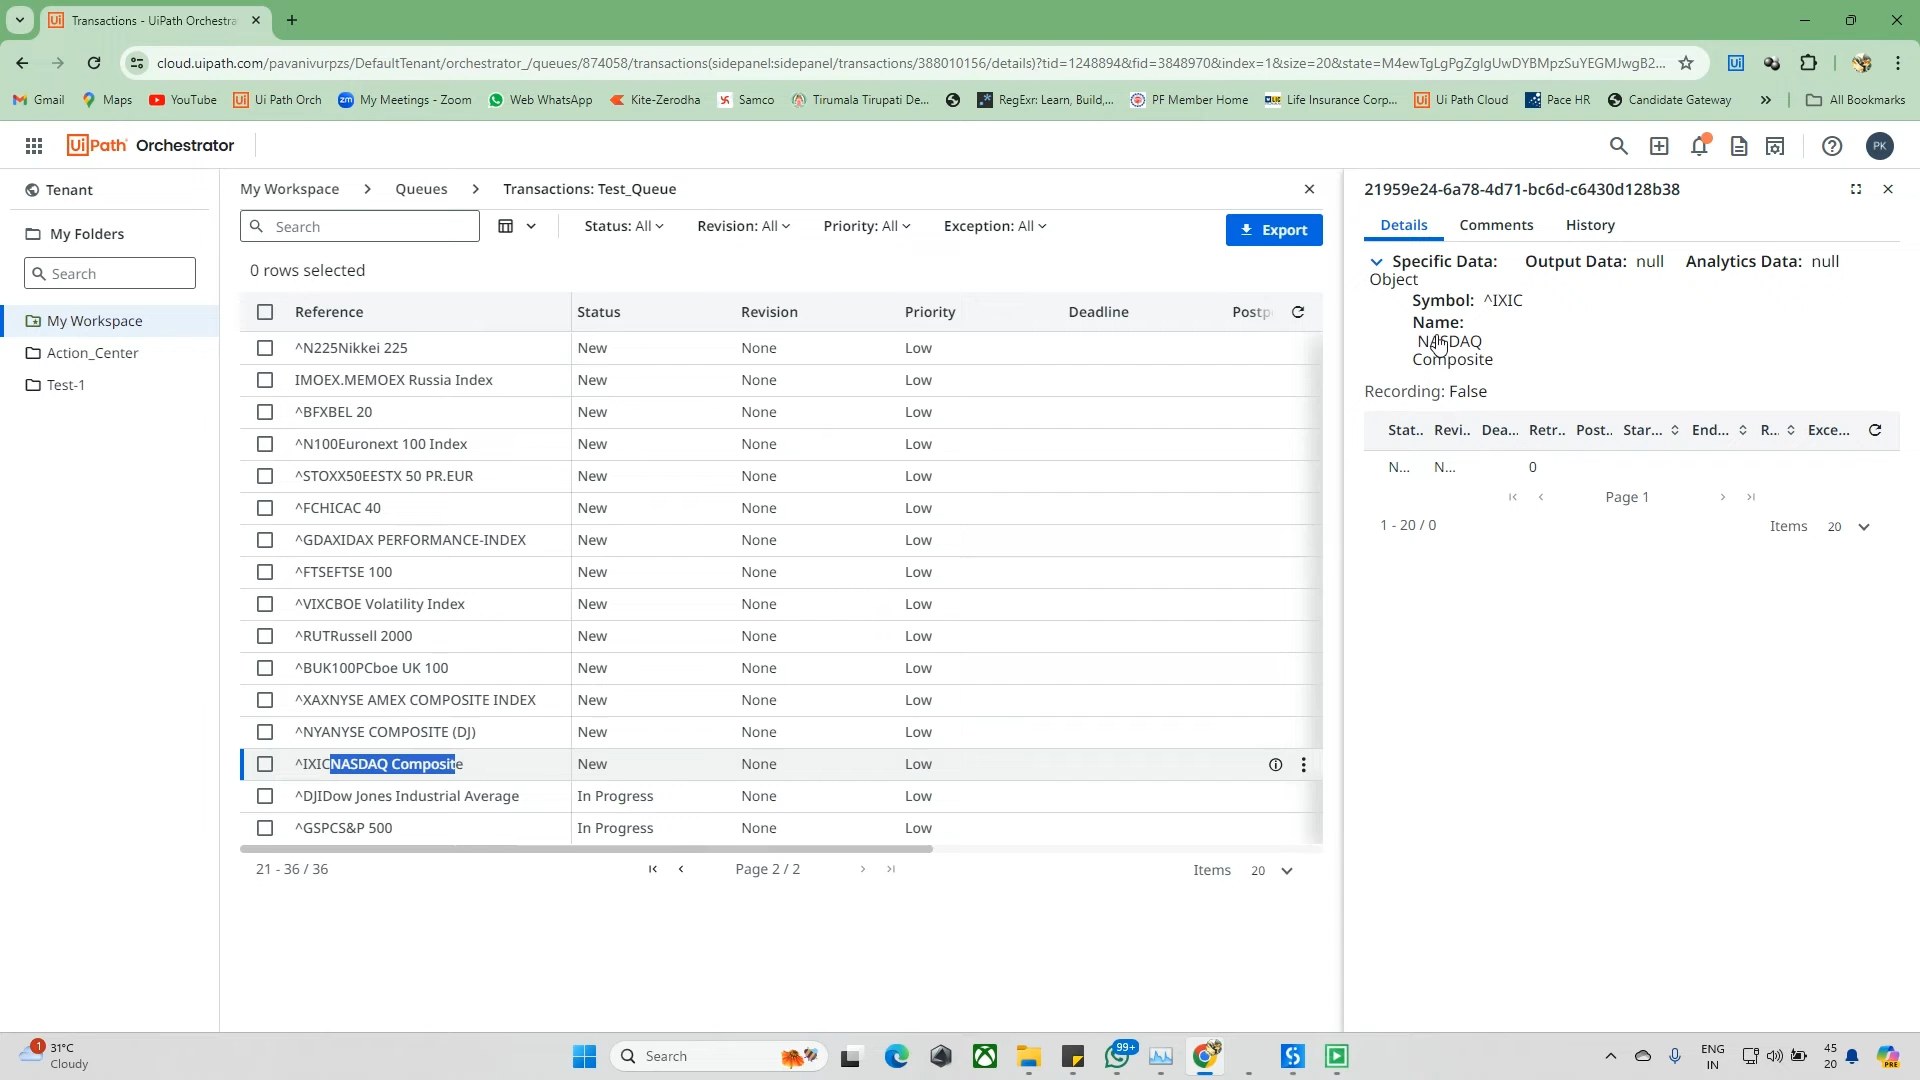 Transactions - UiPath Orchestra
cloud.uipath.com/pavanivurpzs/DefaultTenant/orchestrator_/queues/874058/transactions(sidepanel:sidepanel/transactions/388010156/details)?tid=1248894&fid=3848970&index=1&size=20&state=M4ewTgLgPgZglgUwDYBMpzSuYEGMJwgB2...
Gmail Maps YouTube Ui Path Orch My Meetings - Zoom Web WhatsApp Kite-Zerodha Samco Tirumala Tirupati De... RegExr: Learn, Build,... PF Member Home Life Insurance Corp... Ui Path Cloud Pace HR Candidate Gateway » All Bookmarks
UiPath Orchestrator PK
Tenant
My Folders
Search
My Workspace
Action_Center
Test-1
My Workspace > Queues > Transactions: Test_Queue
Search Status: All Revision: All Priority: All Exception: All Export
0 rows selected
Reference Status Revision Priority Deadline Postp
^N225Nikkei 225 New None Low
IMOEX.MEMOEX Russia Index New None Low
^BFXBEL 20 New None Low
^N100Euronext 100 Index New None Low
^STOXX50EESTX 50 PR.EUR New None Low
^FCHICAC 40 New None Low
^GDAXIDAX PERFORMANCE-INDEX New None Low
^FTSEFTSE 100 New None Low
^VIXCBOE Volatility Index New None Low
^RUTRussell 2000 New None Low
^BUK100PCboe UK 100 New None Low
^XAXNYSE AMEX COMPOSITE INDEX New None Low
^NYANYSE COMPOSITE (DJ) New None Low
^IXICNASDAQ Composite New None Low
^DJIDow Jones Industrial Average In Progress None Low
^GSPCS&P 500 In Progress None Low
21 - 36 / 36 Page 2 / 2 Items 20
21959e24-6a78-4d71-bc6d-c6430d128b38
Details Comments History
Specific Data: Output Data: null Analytics Data: null
Object
Symbol: ^IXIC
Name:
NASDAQ
Composite
Recording: False
Stat.. Revi.. Dea... Retr.. Post.. Star... End... R... Exce...
N... N... 0
Page 1
1 - 20 / 0 Items 20
1 31°C
Cloudy
Search
99+
ENG
IN
45
20
PRE